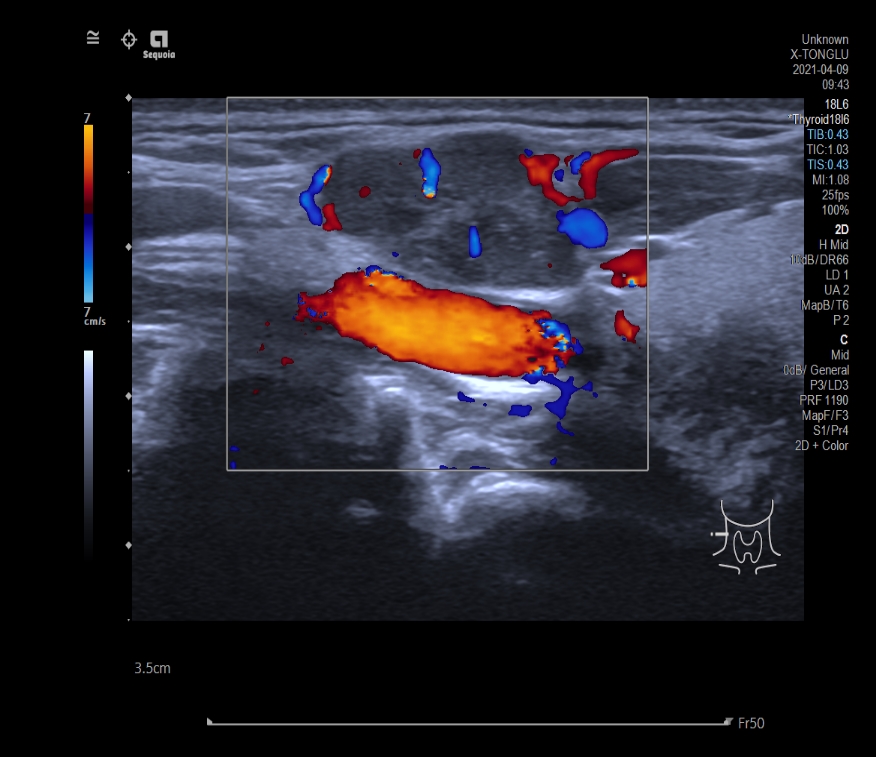 Sequoia
Unknown
X-TONGLU
2021-04-09
09:43
18L6
*Thyroid18l6
TIB:0.43
TIC:1.03
TIS:0.43
MI:1.08
25fps
100%
2D
H Mid
dB/DR66
LD 1
UA 2
MapB/T6
P 2
C
Mid
0dB/ General
P3/LD3
PRF 1190
MapF/F3
S1/Pr4
2D + Color
7
7
cm/s
3.5cm
Fr50